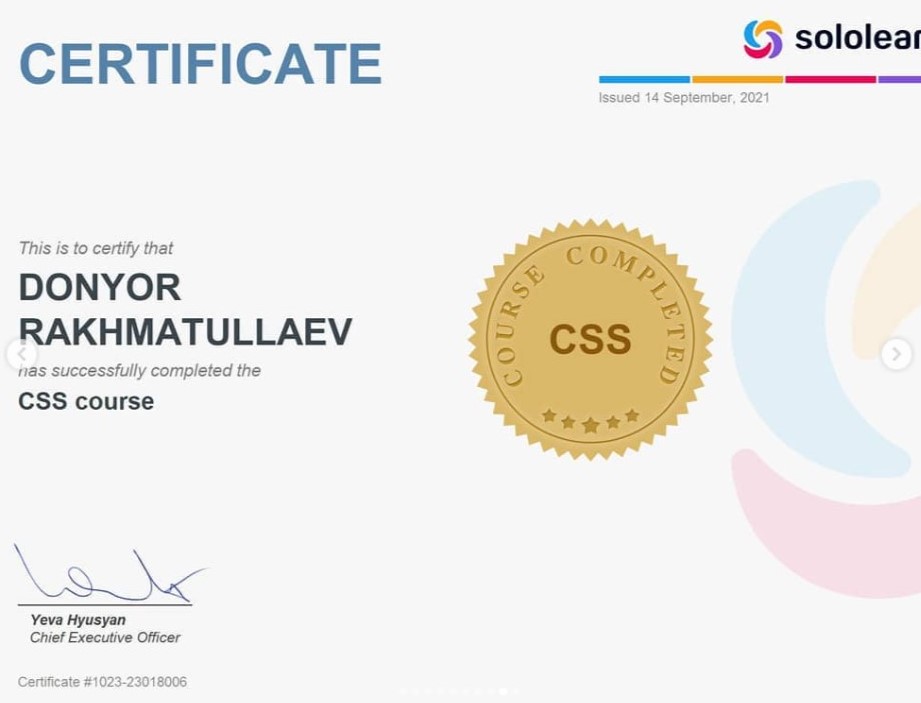 CERTIFICATE
sololear
Issued 14 September, 2021
This is to certify that
DONYOR
RAKHMATULLAEV
has successfully completed the
CSS course
COURSE COMPLETED
CSS
Yeva Hyusyan
Chief Executive Officer
Certificate #1023-23018006